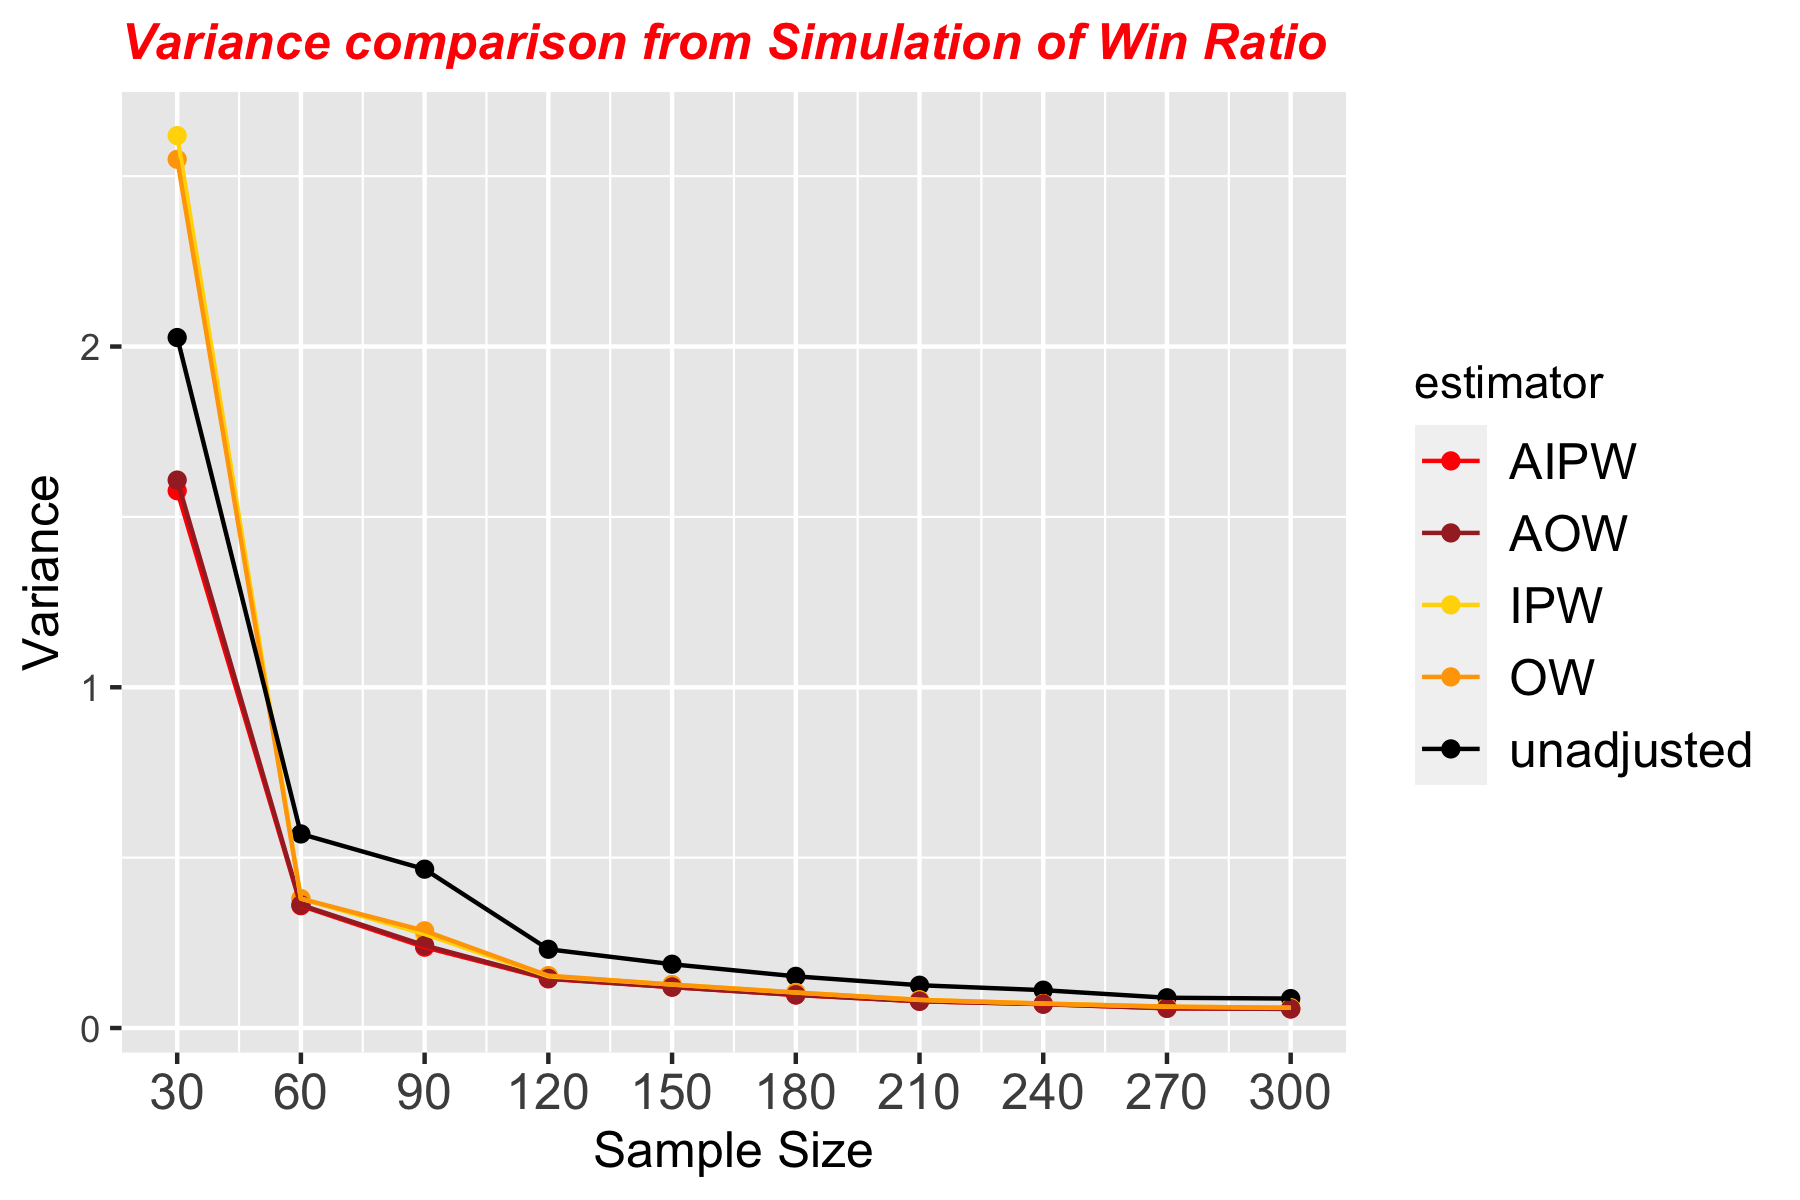 Variance comparison from Simulation of Win Ratio
Variance
2
1
0
30 60 90 120 150 180 210 240 270 300
Sample Size
estimator
AIPW
AOW
IPW
OW
unadjusted